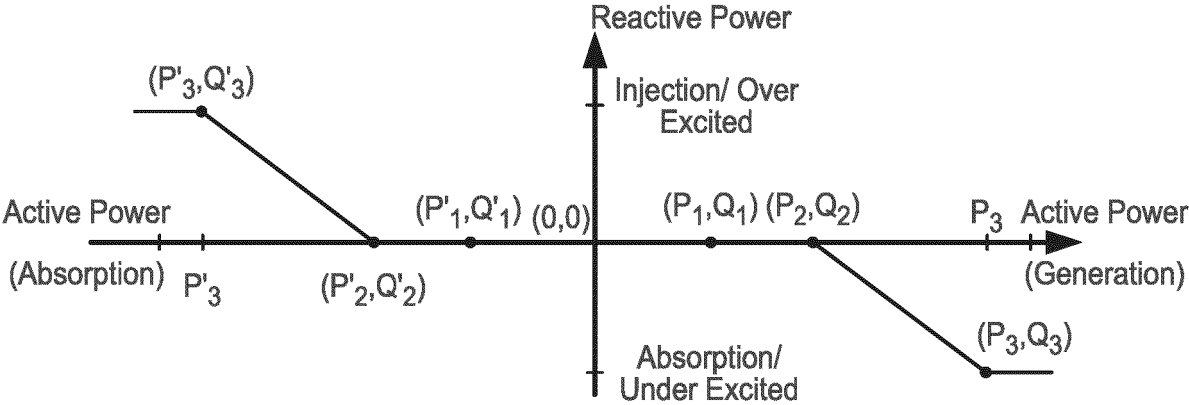 Reactive Power
(P'3,Q'3)
Injection/ Over
Excited
Active Power
(P'1,Q'1)
(0,0)
(P1,Q1)
(P2,Q2)
P3
Active Power
(Absorption)
P'3
(P'2,Q'2)
(Generation)
(P3,Q3)
Absorption/
Under Excited